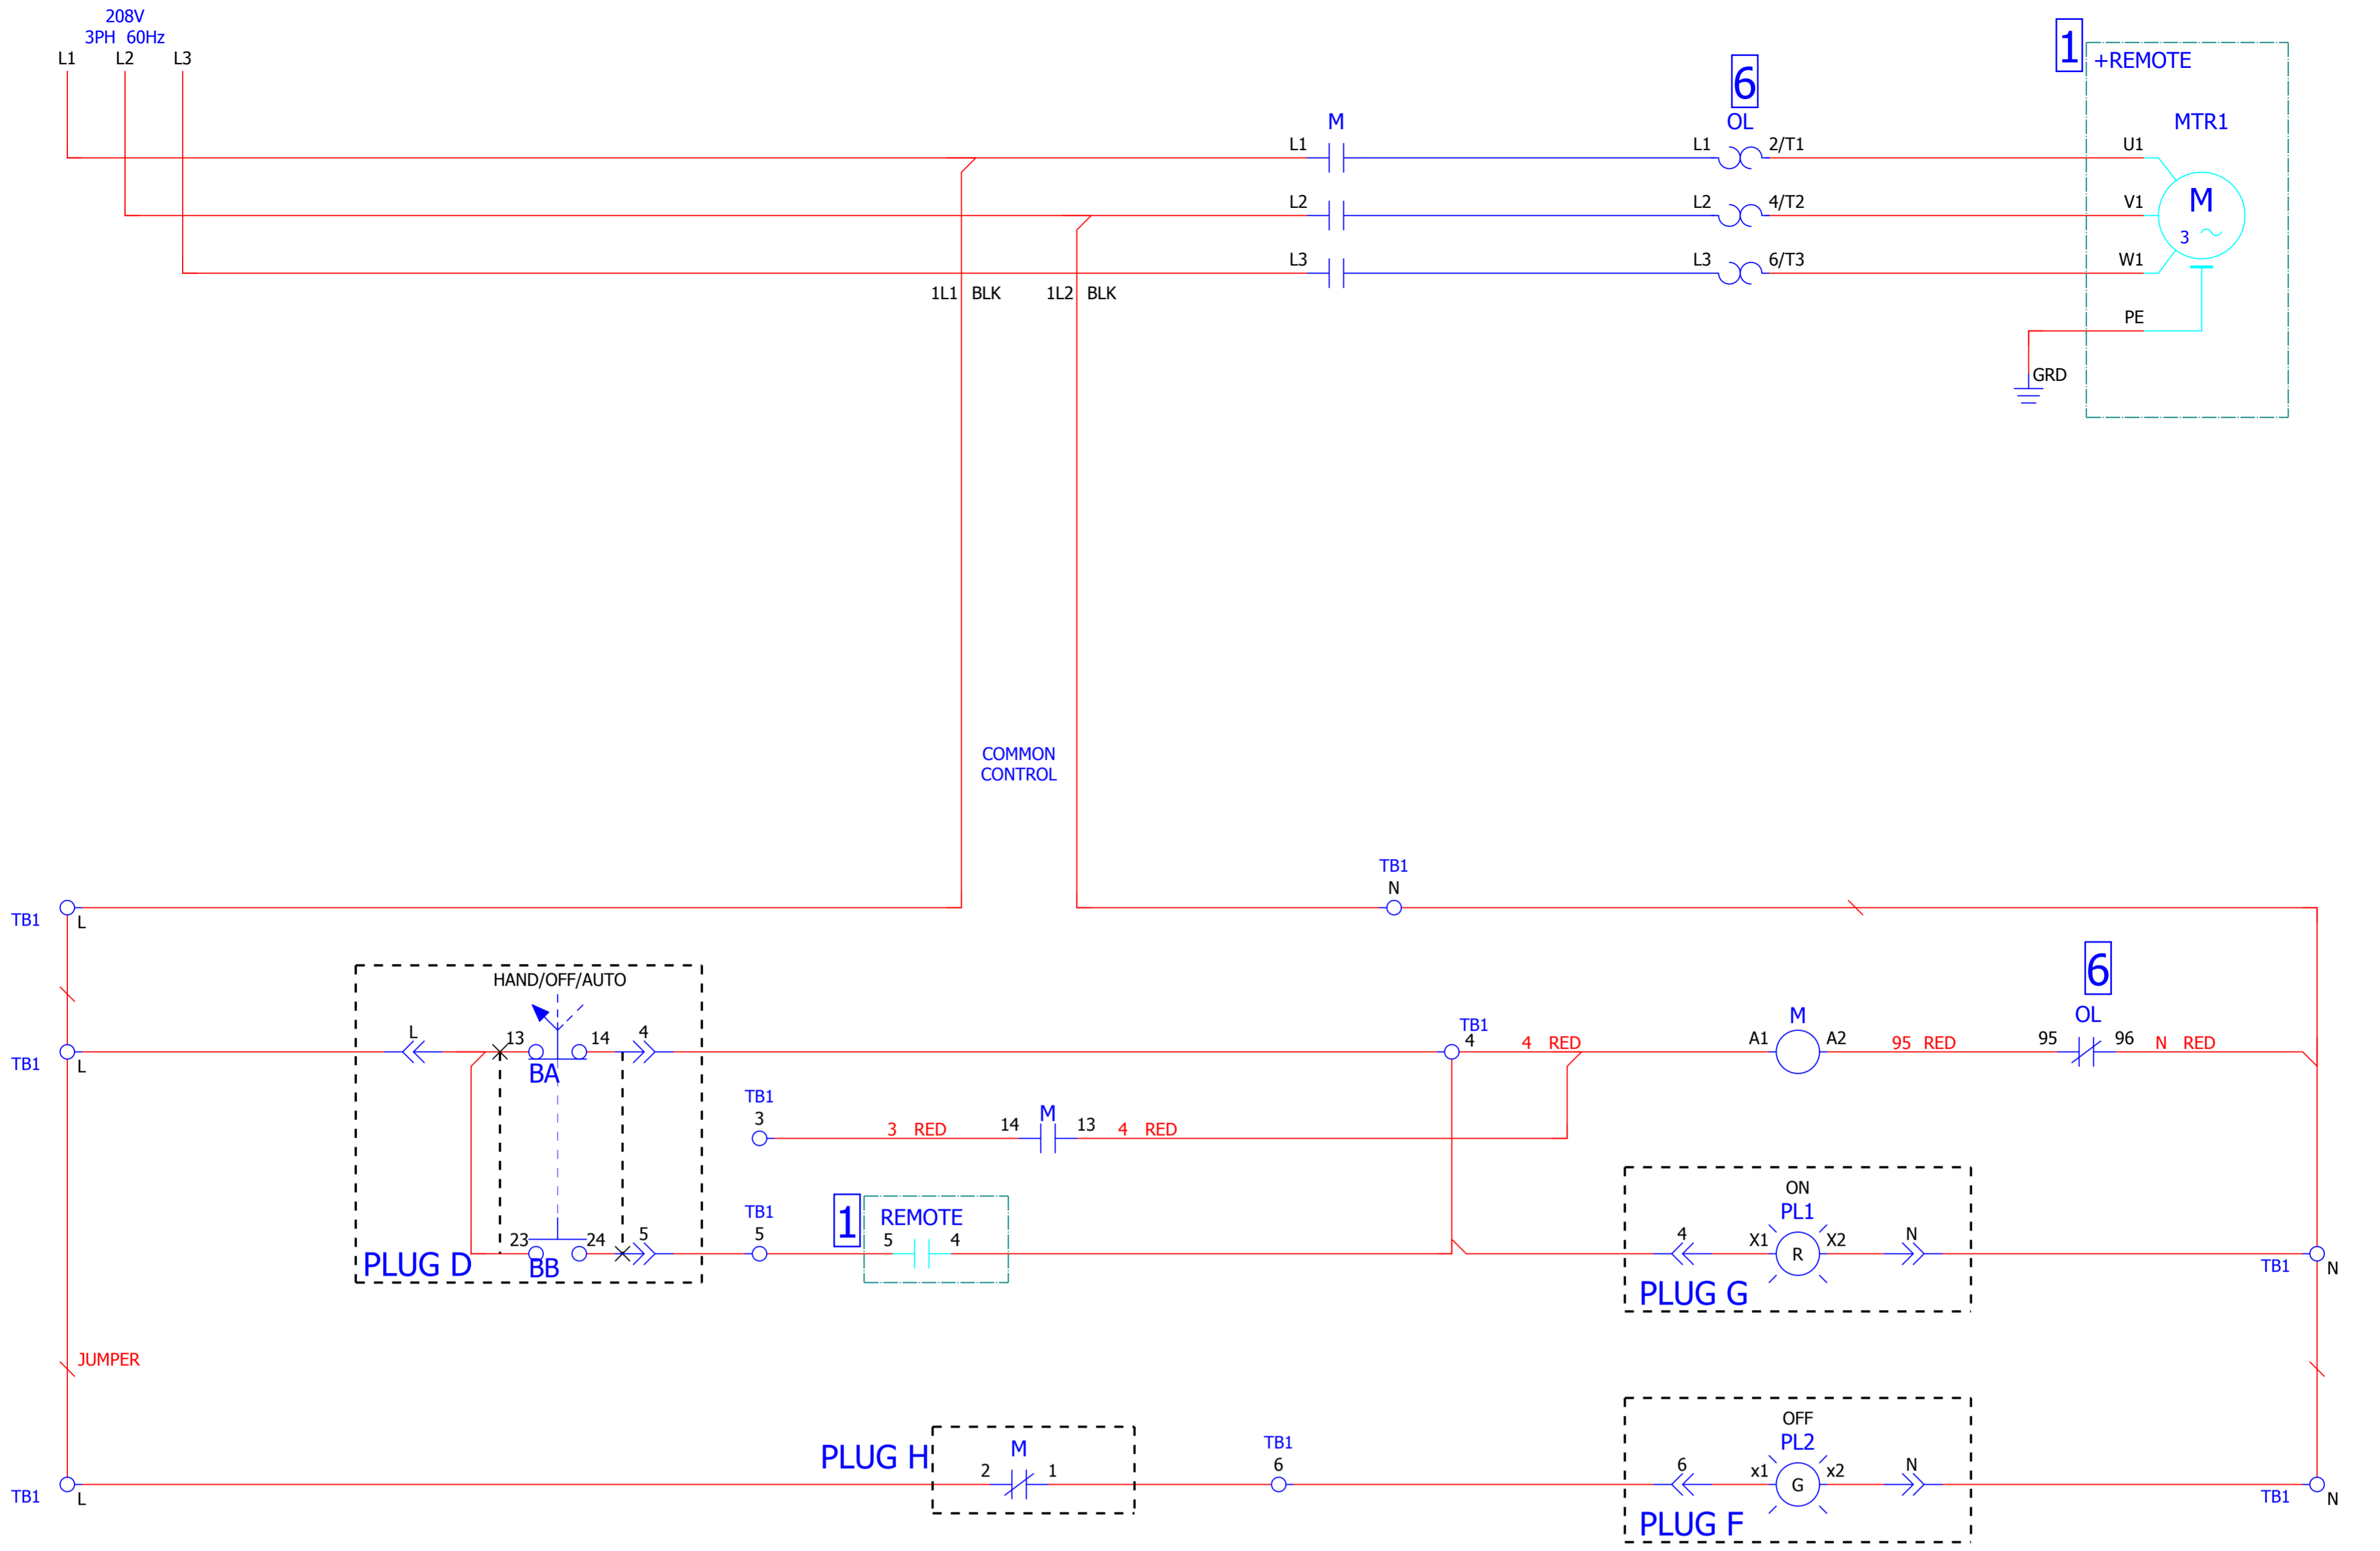 208V
3PH 60Hz
L1 L2 L3
1
+REMOTE
6
M
OL
MTR1
L1
L1
2/T1
U1
L2
L2
4/T2
V1
M
3
L3
L3
6/T3
W1
1L1 BLK
1L2 BLK
PE
GRD
COMMON
CONTROL
TB1
N
TB1
L
HAND/OFF/AUTO
6
OL
L
13
14
4
TB1
4
4 RED
M
A1
A2
95 RED
95
96
N RED
TB1
L
BA
TB1
3
3 RED
14
M
13
4 RED
ON
PL1
TB1
5
1
REMOTE
5
4
23
24
5
BB
PLUG D
4
X1
R
X2
N
PLUG G
TB1
N
JUMPER
OFF
PL2
PLUG H
M
2
1
TB1
6
6
x1
G
x2
N
PLUG F
TB1
L
TB1
N